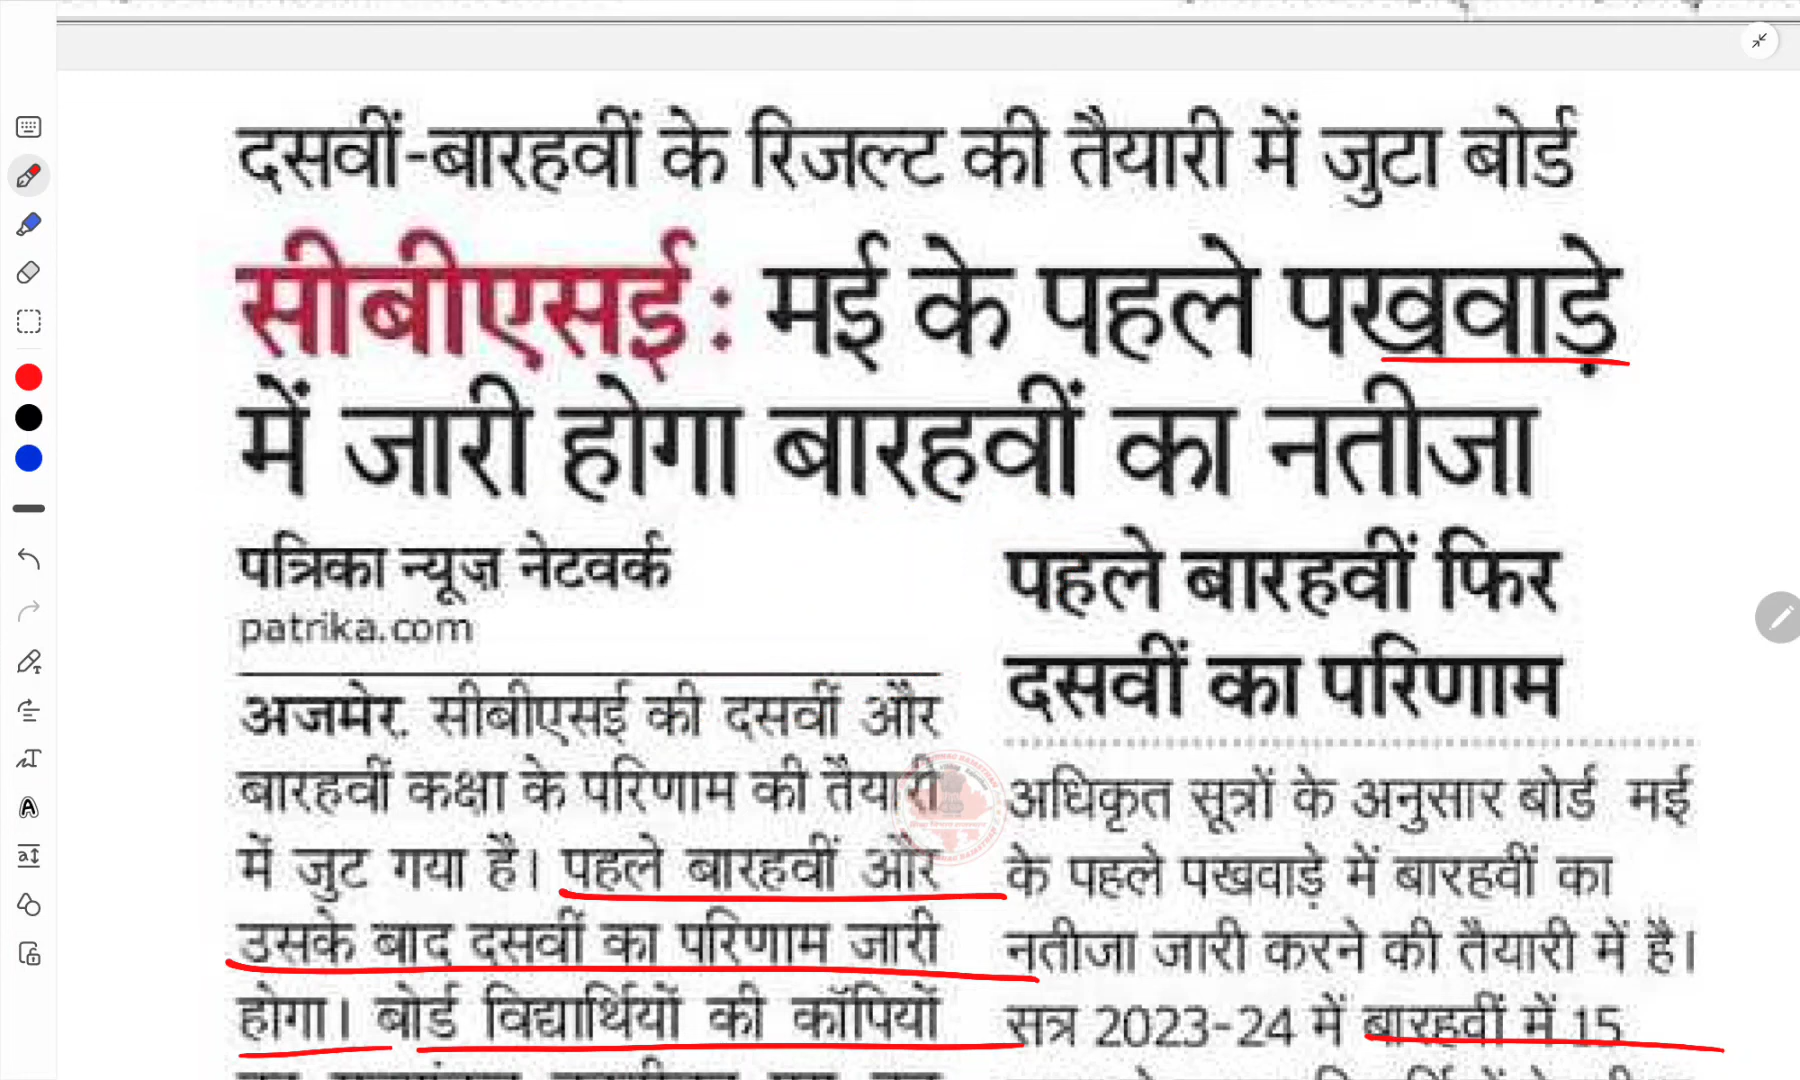 दसवीं-बारहवीं के रिजल्ट की तैयारी में जुटा बोर्ड
सीबीएसई: मई के पहले पखवाड़े
में जारी होगा बारहवीं का नतीजा
पत्रिका न्यूज़ नेटवर्क
patrika.com
अजमेर. सीबीएसई की दसवीं और
बारहवीं कक्षा के परिणाम की तैयारी
में जुट गया है। पहले बारहवीं और
उसके बाद दसवीं का परिणाम जारी
होगा। बोर्ड विद्यार्थियों की कॉपियों
पहले बारहवीं फिर
दसवीं का परिणाम
अधिकृत सूत्रों के अनुसार बोर्ड मई
के पहले पखवाड़े में बारहवीं का
नतीजा जारी करने की तैयारी में है।
सत्र 2023-24 में बारहवीं में 15